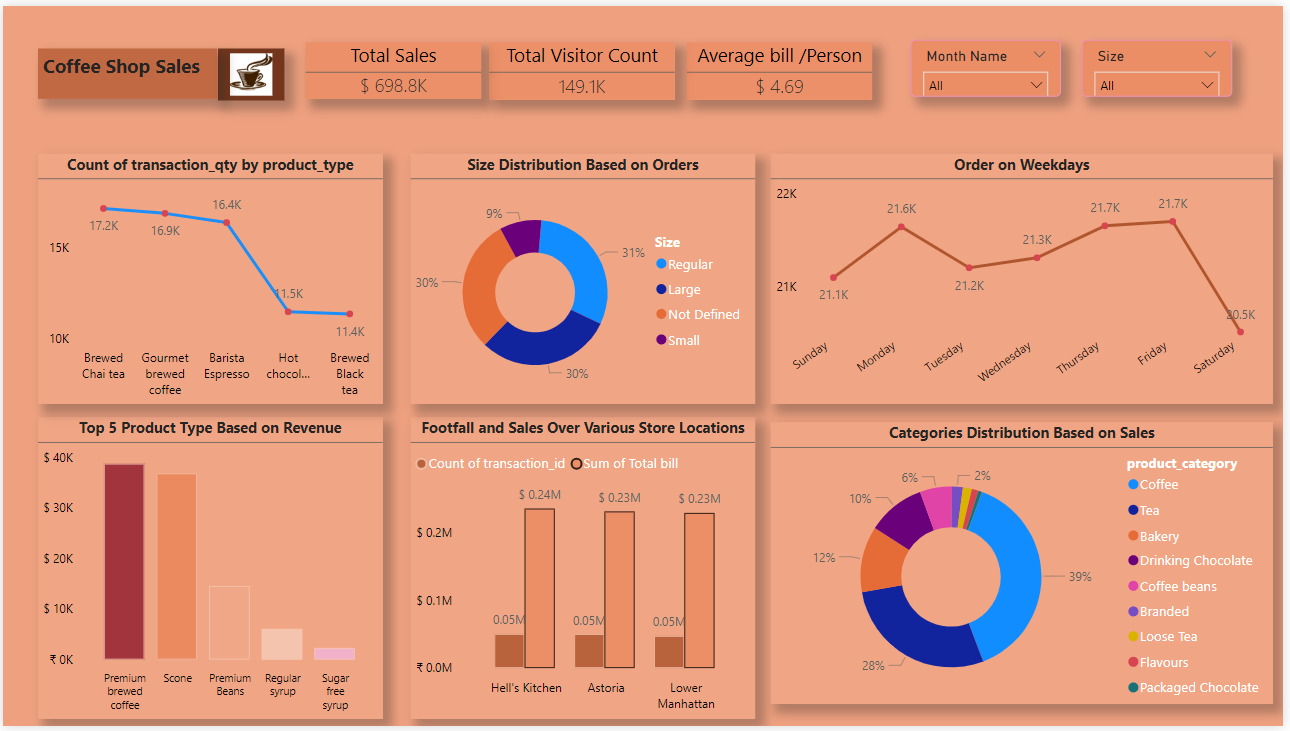 Coffee Shop Sales
Total Sales
$ 698.8K
Total Visitor Count
149.1K
Average bill /Person
$ 4.69
Month Name
All
Size
All
Count of transaction_qty by product_type
15K
10K
17.2K
16.9K
16.4K
11.5K
11.4K
Brewed
Chai tea
Gourmet
brewed
coffee
Barista
Espresso
Hot
chocol...
Brewed
Black
tea
Size Distribution Based on Orders
9%
31%
30%
30%
Size
Regular
Large
Not Defined
Small
Order on Weekdays
22K
21K
21.1K
21.6K
21.2K
21.3K
21.7K
21.7K
20.5K
Sunday
Monday
Tuesday
Wednesday
Thursday
Friday
Saturday
Top 5 Product Type Based on Revenue
$ 40K
$ 30K
$ 20K
$ 10K
₹ 0K
Premium
brewed
coffee
Scone
Premium
Beans
Regular
syrup
Sugar
free
syrup
Footfall and Sales Over Various Store Locations
Count of transaction_id
Sum of Total bill
$ 0.2M
$ 0.1M
₹ 0.0M
0.05M
$ 0.24M
0.05M
$ 0.23M
0.05M
$ 0.23M
Hell's Kitchen
Astoria
Lower
Manhattan
Categories Distribution Based on Sales
6%
2%
10%
12%
39%
28%
product_category
Coffee
Tea
Bakery
Drinking Chocolate
Coffee beans
Branded
Loose Tea
Flavours
Packaged Chocolate